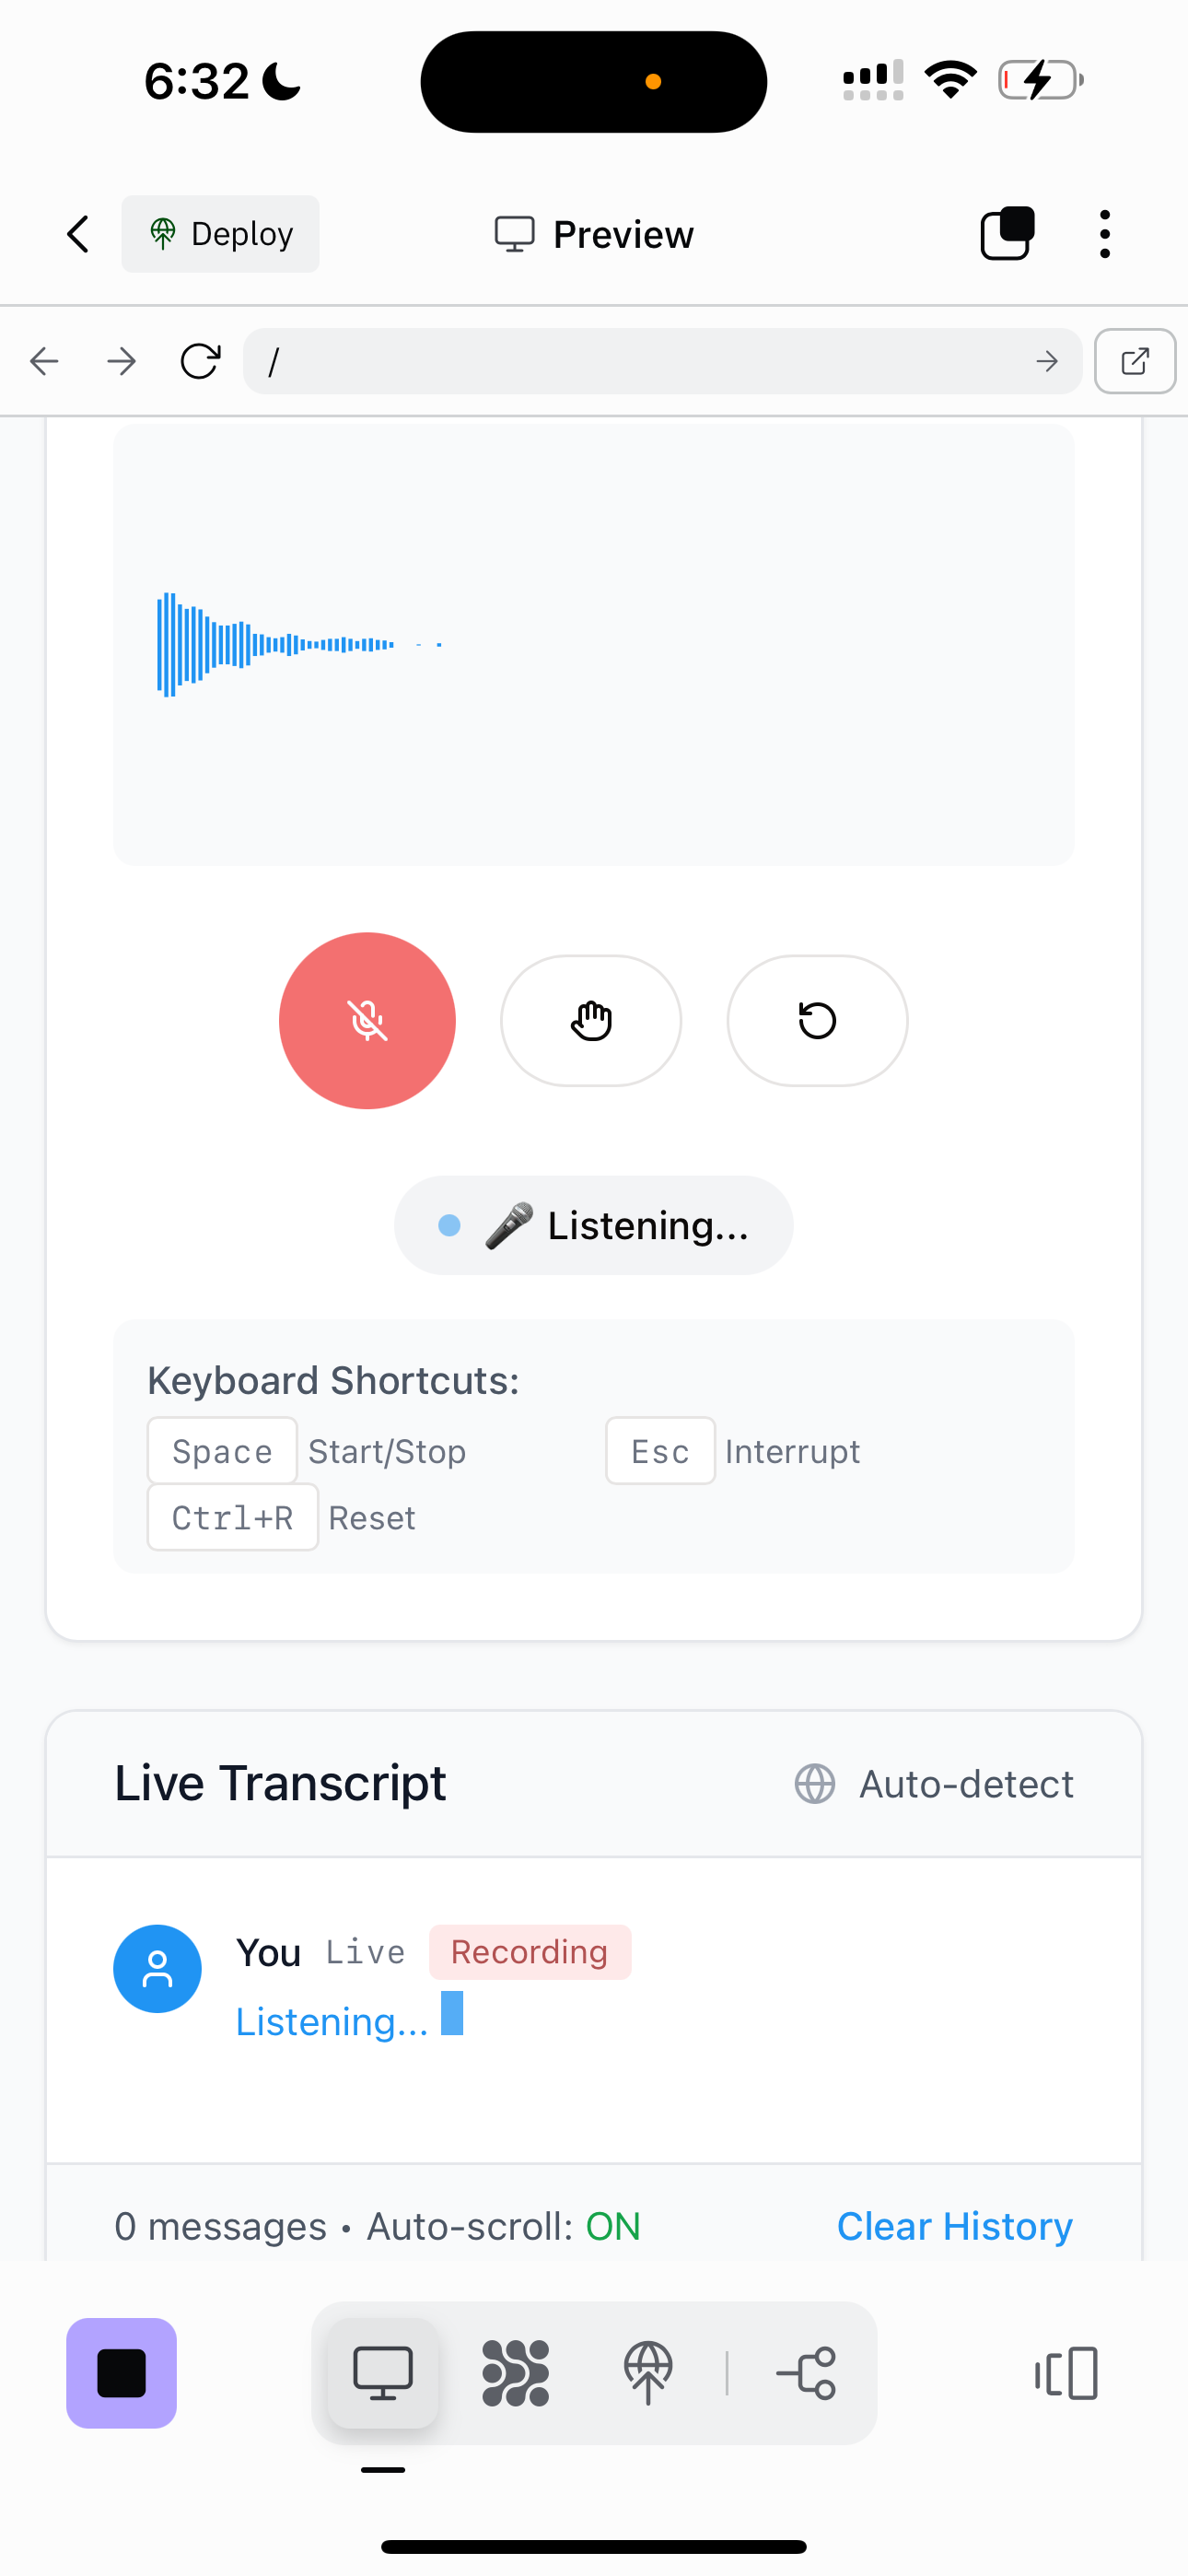 6:32
Deploy
Preview
/
🎤 Listening...
Keyboard Shortcuts:
Space Start/Stop
Esc Interrupt
Ctrl+R Reset
Live Transcript
Auto-detect
You Live Recording
Listening...
0 messages • Auto-scroll: ON
Clear History